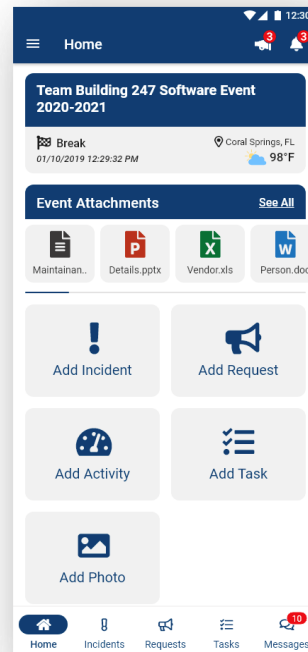 12:30
Home
3
3
Team Building 247 Software Event
2020-2021
Break
Coral Springs, FL
01/10/2019 12:29:32 PM
98°F
Event Attachments
See All
Maintainan..
P
Details.pptx
X
Vendor.xls
W
Person.doc
Add Incident
Add Request
Add Activity
Add Task
Add Photo
10
Home
Incidents
Requests
Tasks
Messages